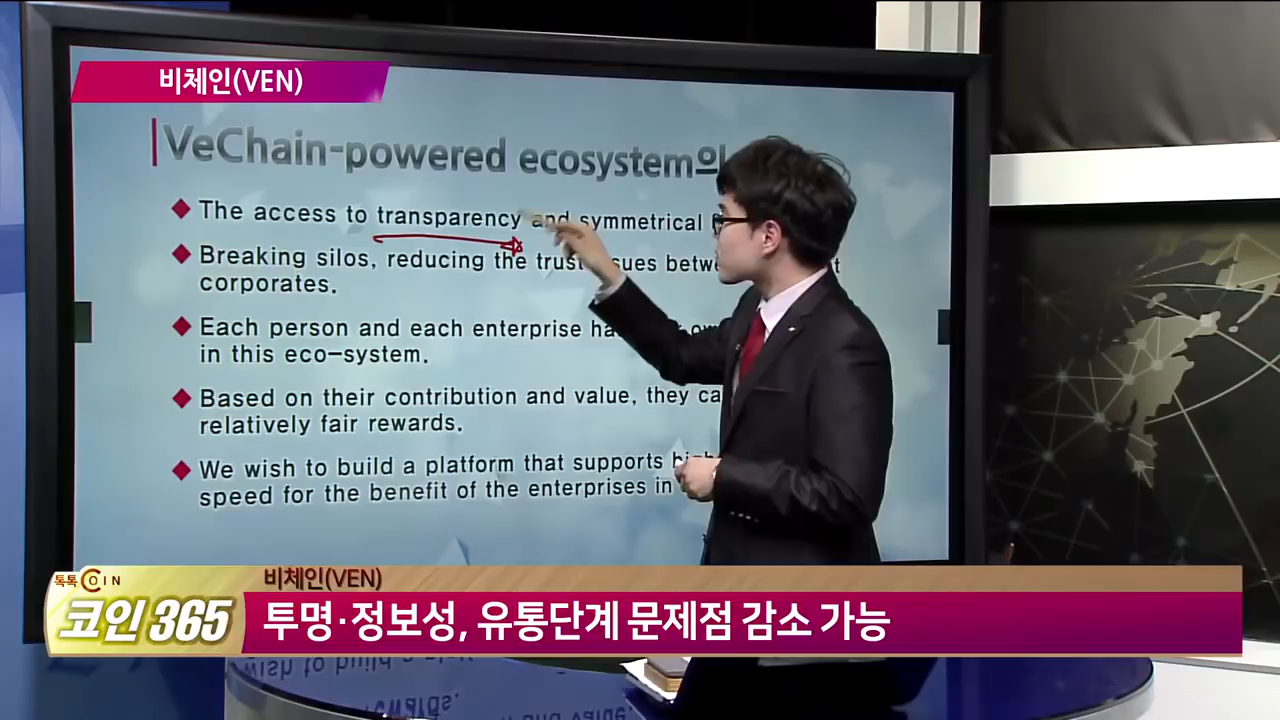 비체인(VEN)
VeChain-powered ecosystem의
The access to transparency and symmetrical
Breaking silos, reducing the trust
corporates.
Each person and each enterprise
in this eco-system.
Based on their contribution and value, they
relatively fair rewards.
We wish to build a platform that supports
speed for the benefit of the enterprises in
톡톡 COIN
코인 365
비체인(VEN)
투명·정보성, 유통단계 문제점 감소 가능